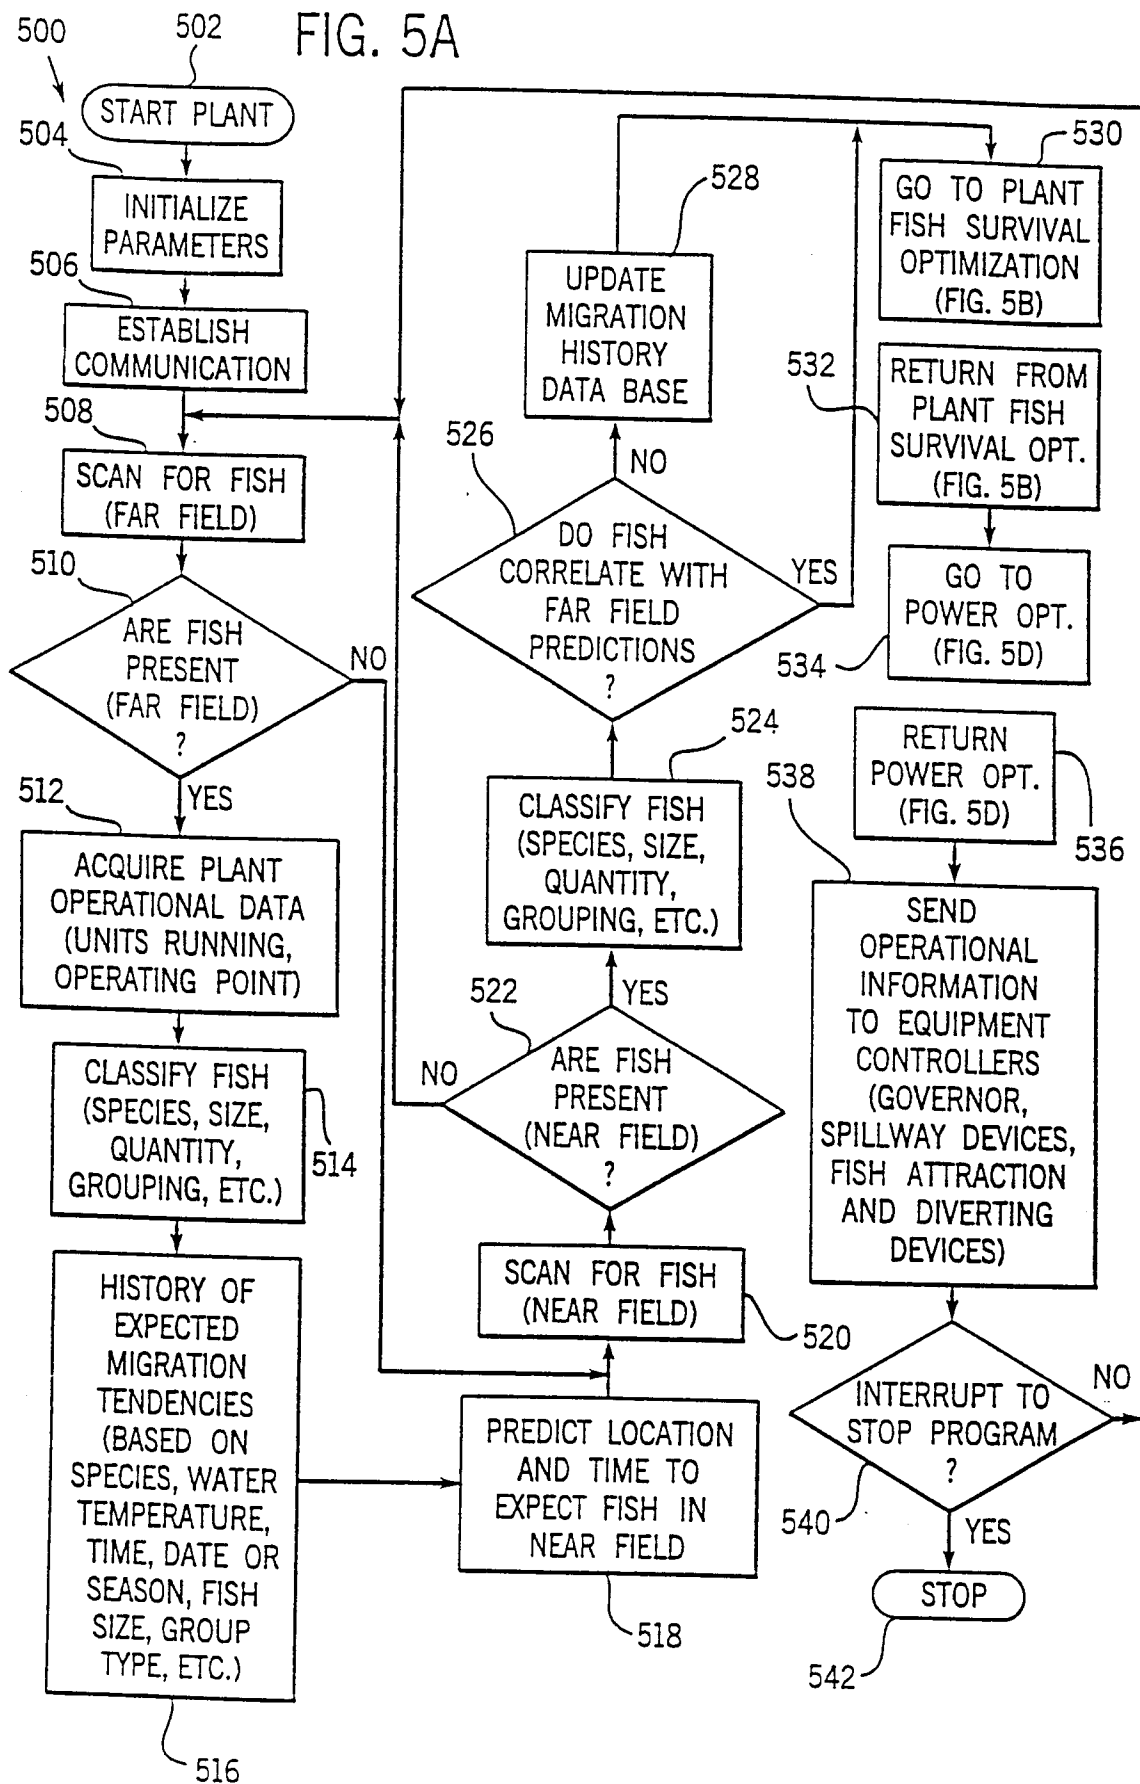 FIG. 5A
500
502
START PLANT
504
INITIALIZE
PARAMETERS
506
ESTABLISH
COMMUNICATION
508
SCAN FOR FISH
(FAR FIELD)
510
ARE FISH
PRESENT
(FAR FIELD)
?
NO
YES
512
ACQUIRE PLANT
OPERATIONAL DATA
(UNITS RUNNING,
OPERATING POINT)
CLASSIFY FISH
(SPECIES, SIZE,
QUANTITY,
GROUPING, ETC.)
514
HISTORY OF
EXPECTED
MIGRATION
TENDENCIES
(BASED ON
SPECIES, WATER
TEMPERATURE,
TIME, DATE OR
SEASON, FISH
SIZE, GROUP
TYPE, ETC.)
516
PREDICT LOCATION
AND TIME TO
EXPECT FISH IN
NEAR FIELD
518
SCAN FOR FISH
(NEAR FIELD)
520
522
ARE FISH
PRESENT
(NEAR FIELD)
?
NO
YES
524
CLASSIFY FISH
(SPECIES, SIZE,
QUANTITY,
GROUPING, ETC.)
526
DO FISH
CORRELATE WITH
FAR FIELD
PREDICTIONS
?
NO
YES
528
UPDATE
MIGRATION
HISTORY
DATA BASE
530
GO TO PLANT
FISH SURVIVAL
OPTIMIZATION
(FIG. 5B)
532
RETURN FROM
PLANT FISH
SURVIVAL OPT.
(FIG. 5B)
GO TO
POWER OPT.
(FIG. 5D)
534
RETURN
POWER OPT.
(FIG. 5D)
536
538
SEND
OPERATIONAL
INFORMATION
TO EQUIPMENT
CONTROLLERS
(GOVERNOR,
SPILLWAY DEVICES,
FISH ATTRACTION
AND DIVERTING
DEVICES)
INTERRUPT TO
STOP PROGRAM
?
NO
540
YES
STOP
542